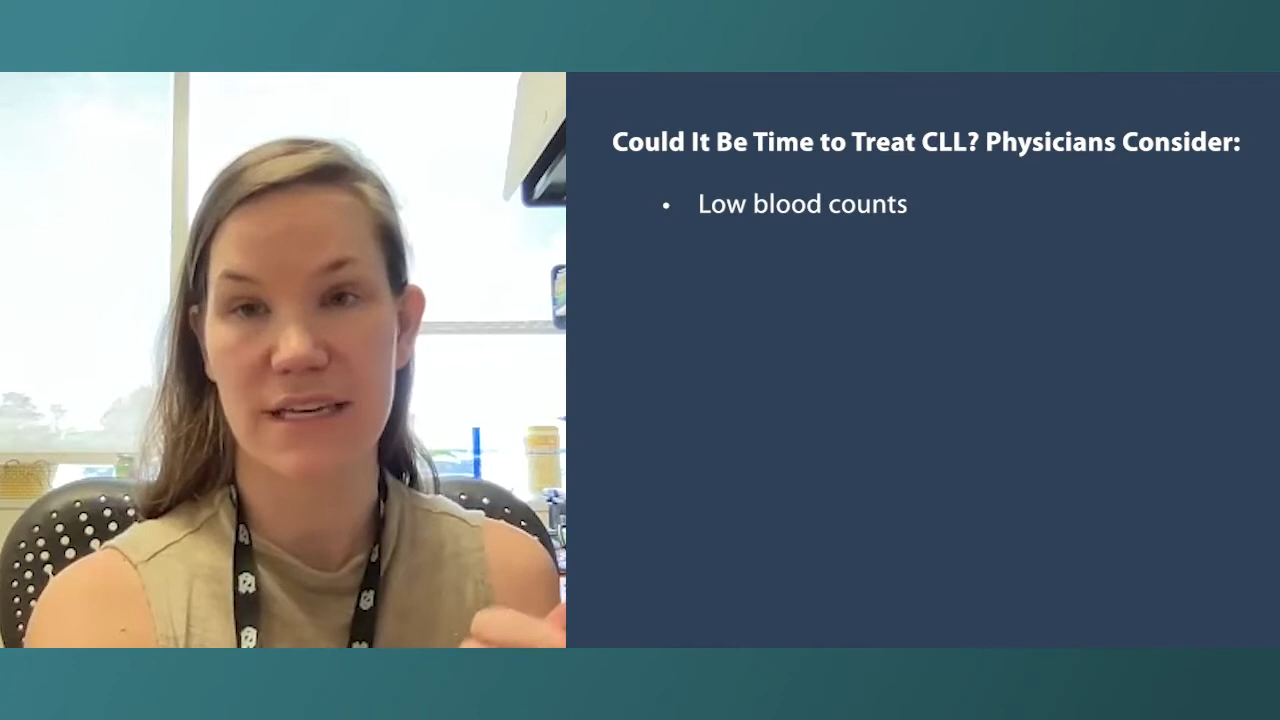 Could It Be Time to Treat CLL? Physicians Consider:
• Low blood counts